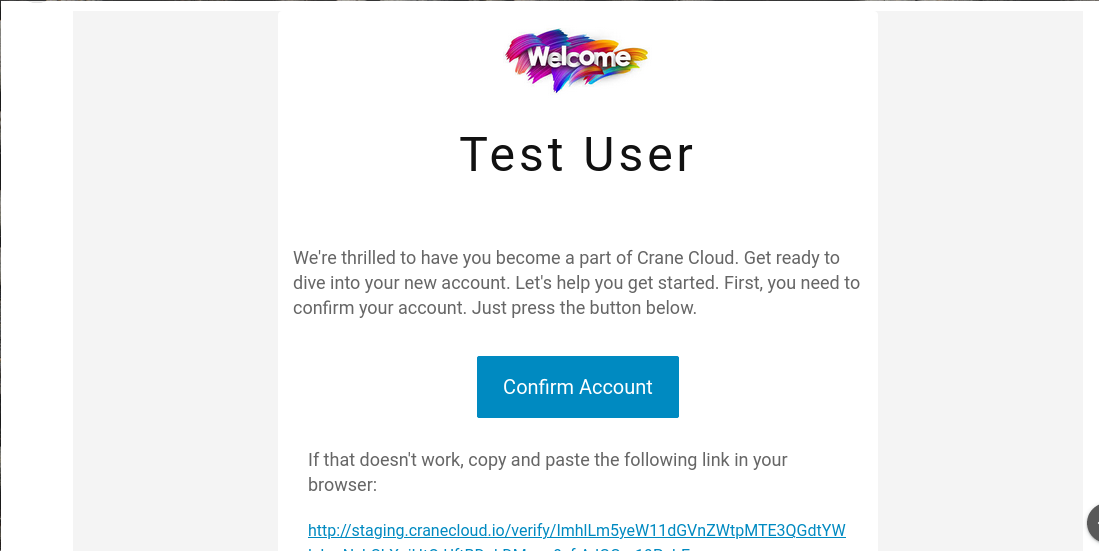 Welcome
Test User
We're thrilled to have you become a part of Crane Cloud. Get ready to
dive into your new account. Let's help you get started. First, you need to
confirm your account. Just press the button below.
Confirm Account
If that doesn't work, copy and paste the following link in your
browser:
http://staging.cranecloud.io/verify/ImhlLm5yeW11dGVnZWtpMTE3QGdtYW